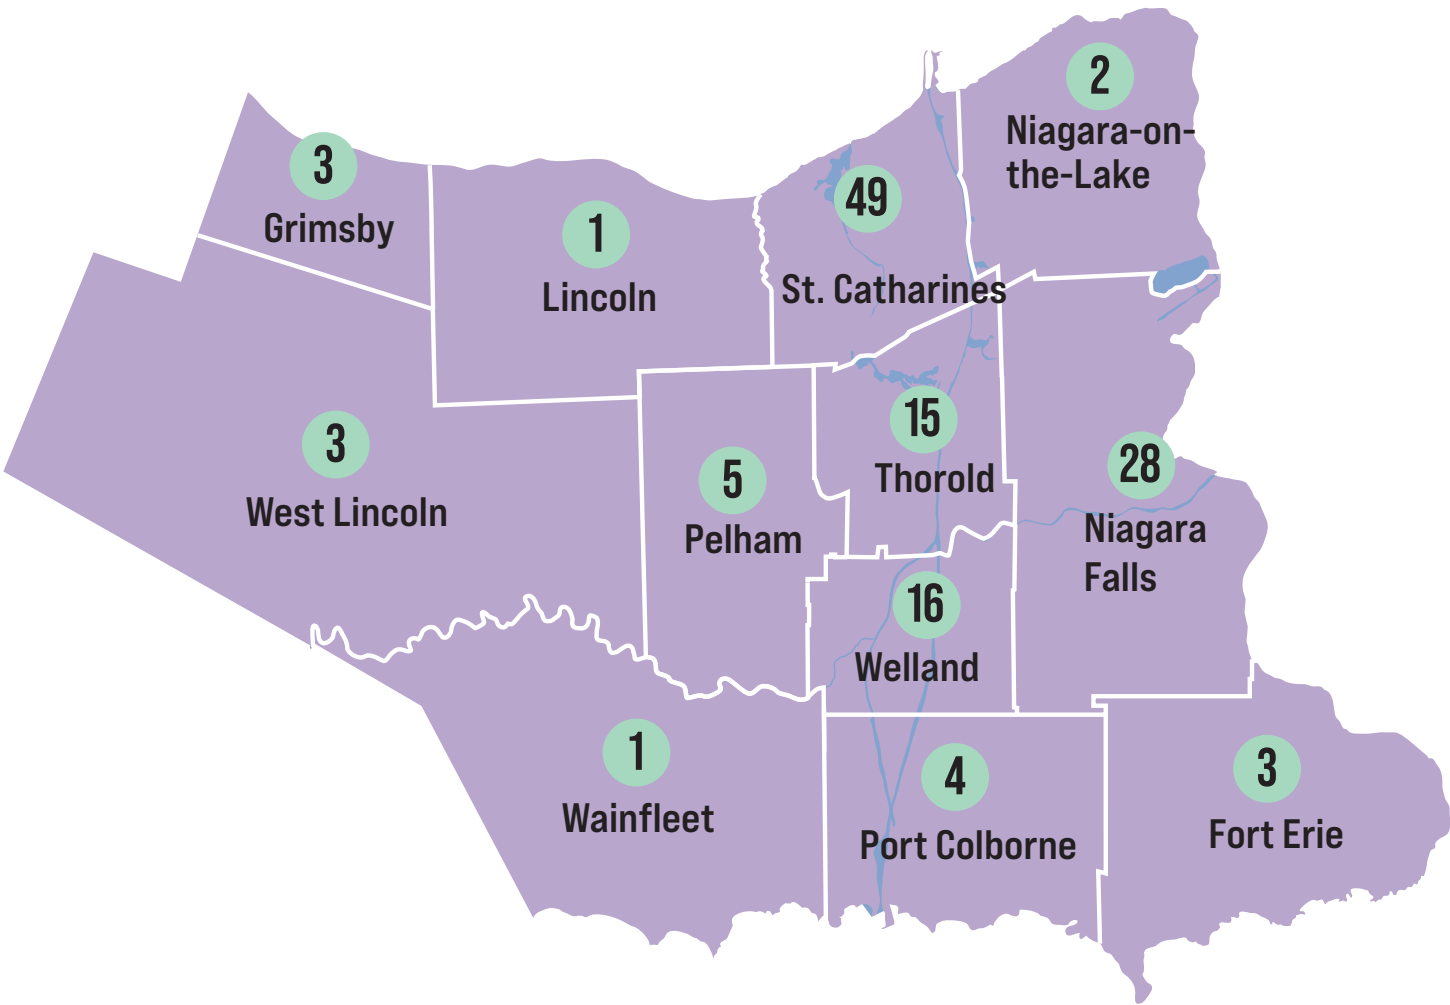 2
Niagara-on-
the-Lake
3
Grimsby
1
Lincoln
49
St. Catharines
3
West Lincoln
5
Pelham
15
Thorold
28
Niagara
Falls
16
Welland
1
Wainfleet
4
Port Colborne
3
Fort Erie